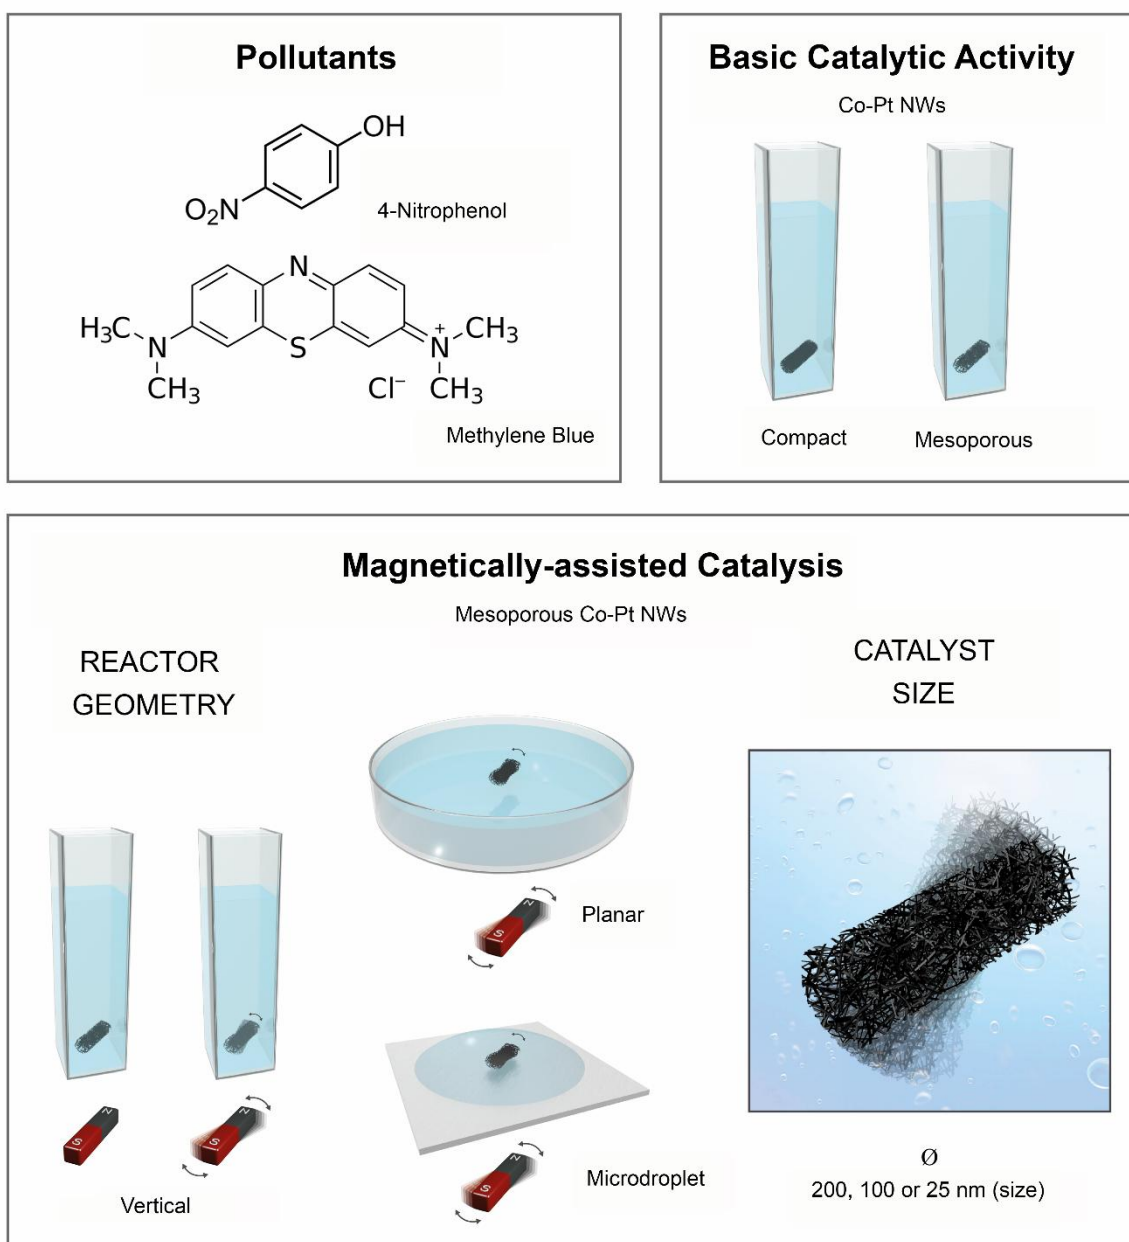 Pollutants
OH
O₂N
4-Nitrophenol
N
H₃C
N
S
N
+
CH₃
CH₃
Cl⁻
CH₃
Methylene Blue
Basic Catalytic Activity
Co-Pt NWs
Compact
Mesoporous
Magnetically-assisted Catalysis
Mesoporous Co-Pt NWs
REACTOR
GEOMETRY
N
S
N
S
Vertical
N
S
Planar
N
S
Microdroplet
CATALYST
SIZE
Ø
200, 100 or 25 nm (size)